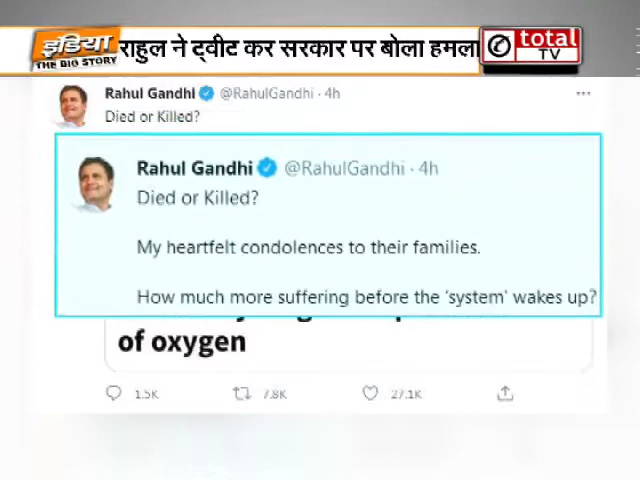 इंडिया
THE BIG STORY
राहुल ने ट्वीट कर सरकार पर बोला हमला
total
TV
Rahul Gandhi @RahulGandhi · 4h
Died or Killed?
Rahul Gandhi @RahulGandhi · 4h
Died or Killed?
My heartfelt condolences to their families.
How much more suffering before the 'system' wakes up?
of oxygen
1.5K 7.8K 27.1K